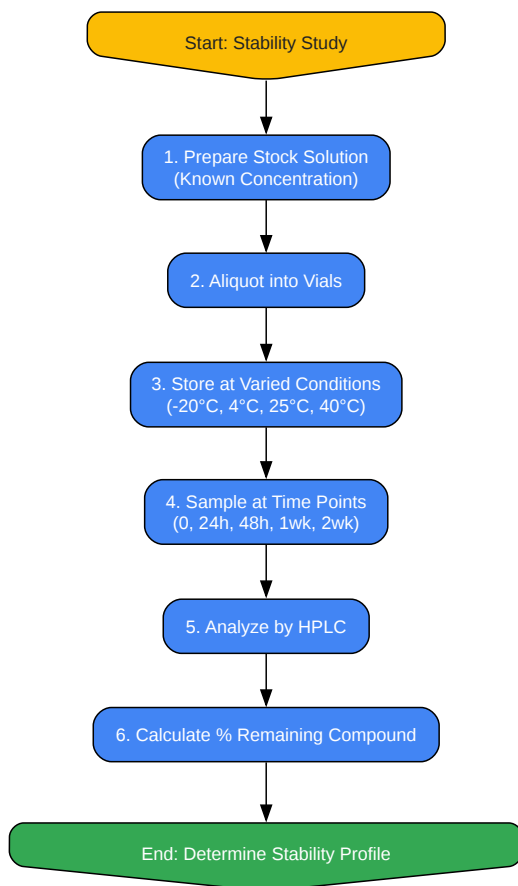 Start: Stability Study
1. Prepare Stock Solution
(Known Concentration)
2. Aliquot into Vials
3. Store at Varied Conditions
(-20°C, 4°C, 25°C, 40°C)
4. Sample at Time Points
(0, 24h, 48h, 1wk, 2wk)
5. Analyze by HPLC
6. Calculate % Remaining Compound
End: Determine Stability Profile